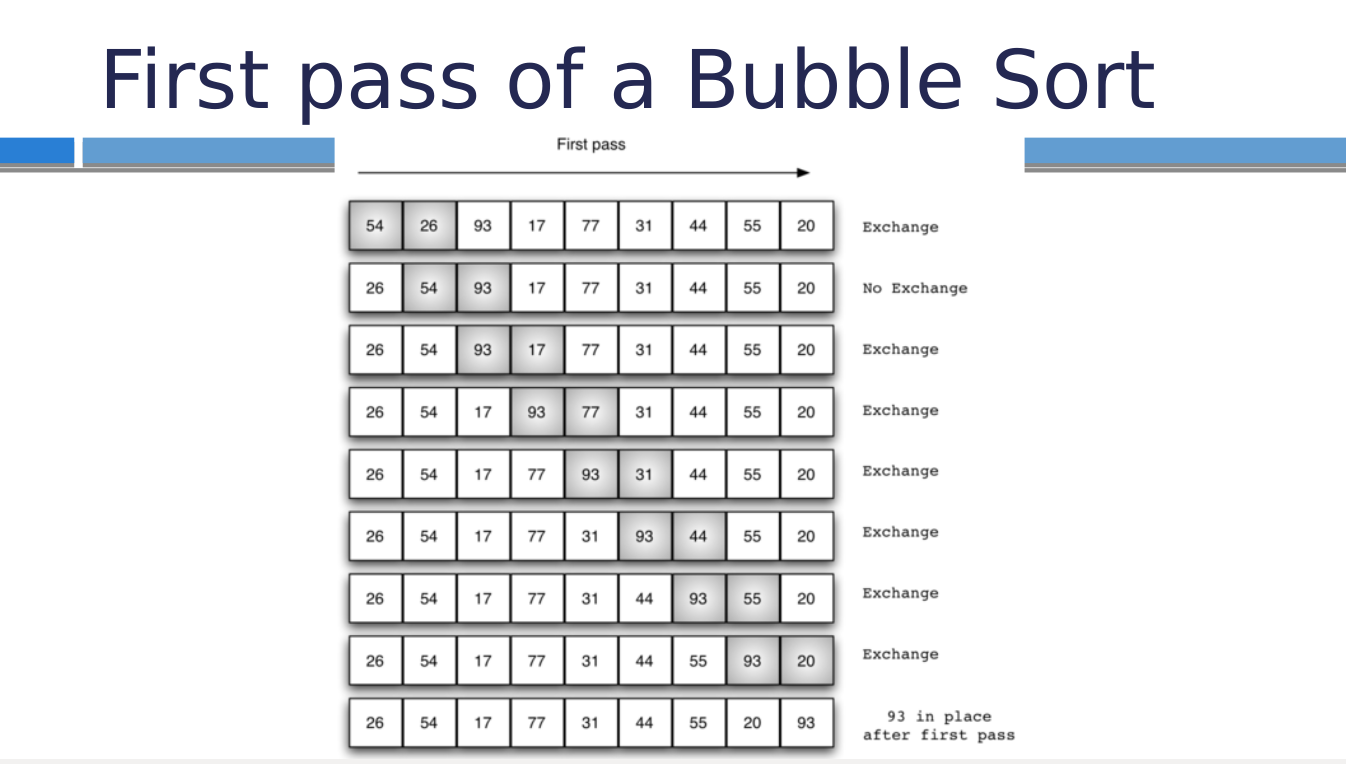 First pass of a Bubble Sort
First pass
54 26 93 17 77 31 44 55 20 Exchange
26 54 93 17 77 31 44 55 20 No Exchange
26 54 93 17 77 31 44 55 20 Exchange
26 54 17 93 77 31 44 55 20 Exchange
26 54 17 77 93 31 44 55 20 Exchange
26 54 17 77 31 93 44 55 20 Exchange
26 54 17 77 31 44 93 55 20 Exchange
26 54 17 77 31 44 55 93 20 Exchange
26 54 17 77 31 44 55 20 93 93 in place
after first pass